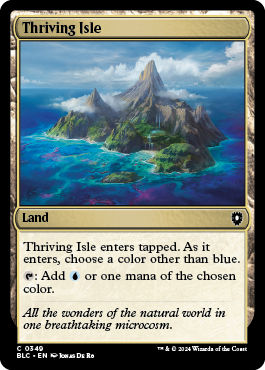 Thriving Isle
Land
Thriving Isle enters tapped. As it
enters, choose a color other than blue.
: Add or one mana of the chosen
color.
All the wonders of the natural world in
one breathtaking microcosm.
C 0349
BLC • EN Jonas De Ro
™ & © 2024 Wizards of the Coast